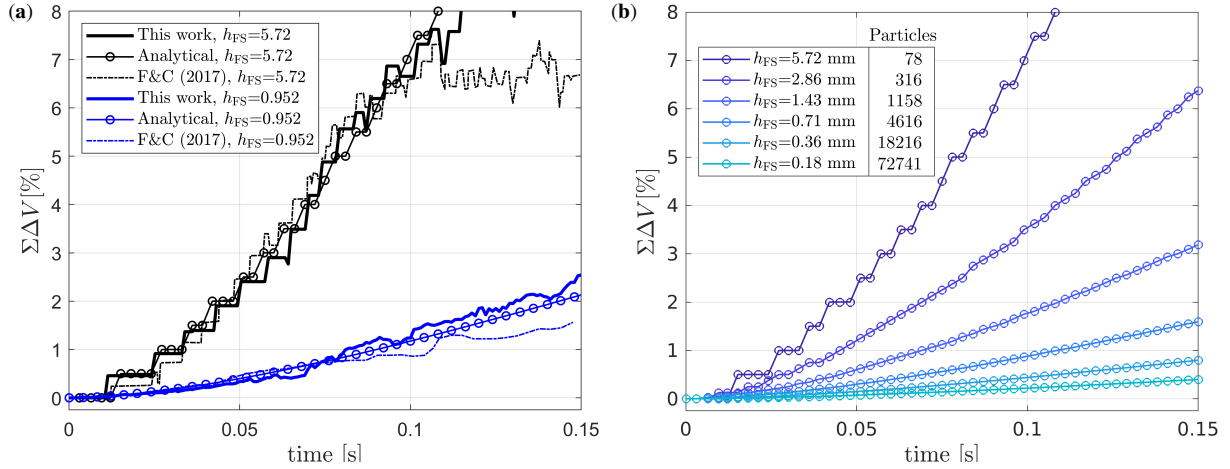 (a)
8
7
6
5
4
3
2
1
0
ΣΔV [%]
This work, hFS=5.72
Analytical, hFS=5.72
F&C (2017), hFS=5.72
This work, hFS=0.952
Analytical, hFS=0.952
F&C (2017), hFS=0.952
0 0.05 0.1 0.15
time [s]
(b)
8
7
6
5
4
3
2
1
0
ΣΔV [%]
Particles
hFS=5.72 mm 78
hFS=2.86 mm 316
hFS=1.43 mm 1158
hFS=0.71 mm 4616
hFS=0.36 mm 18216
hFS=0.18 mm 72741
0 0.05 0.1 0.15
time [s]